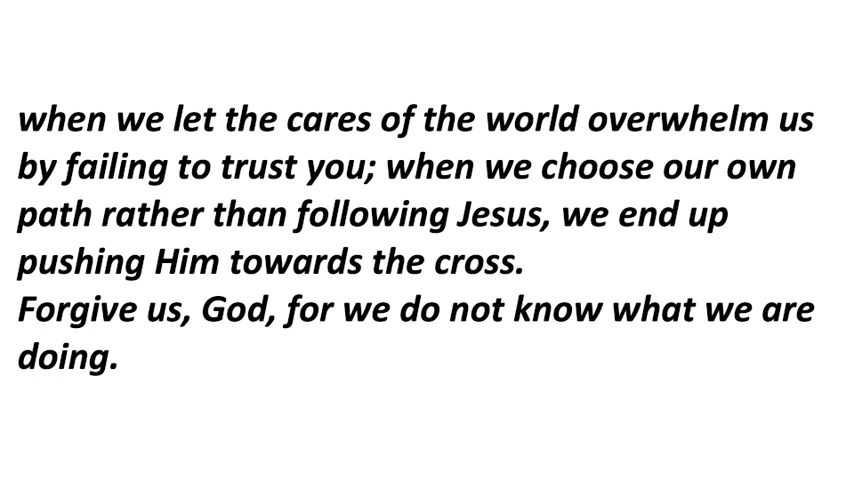 when we let the cares of the world overwhelm us
by failing to trust you; when we choose our own
path rather than following Jesus, we end up
pushing Him towards the cross.
Forgive us, God, for we do not know what we are
doing.